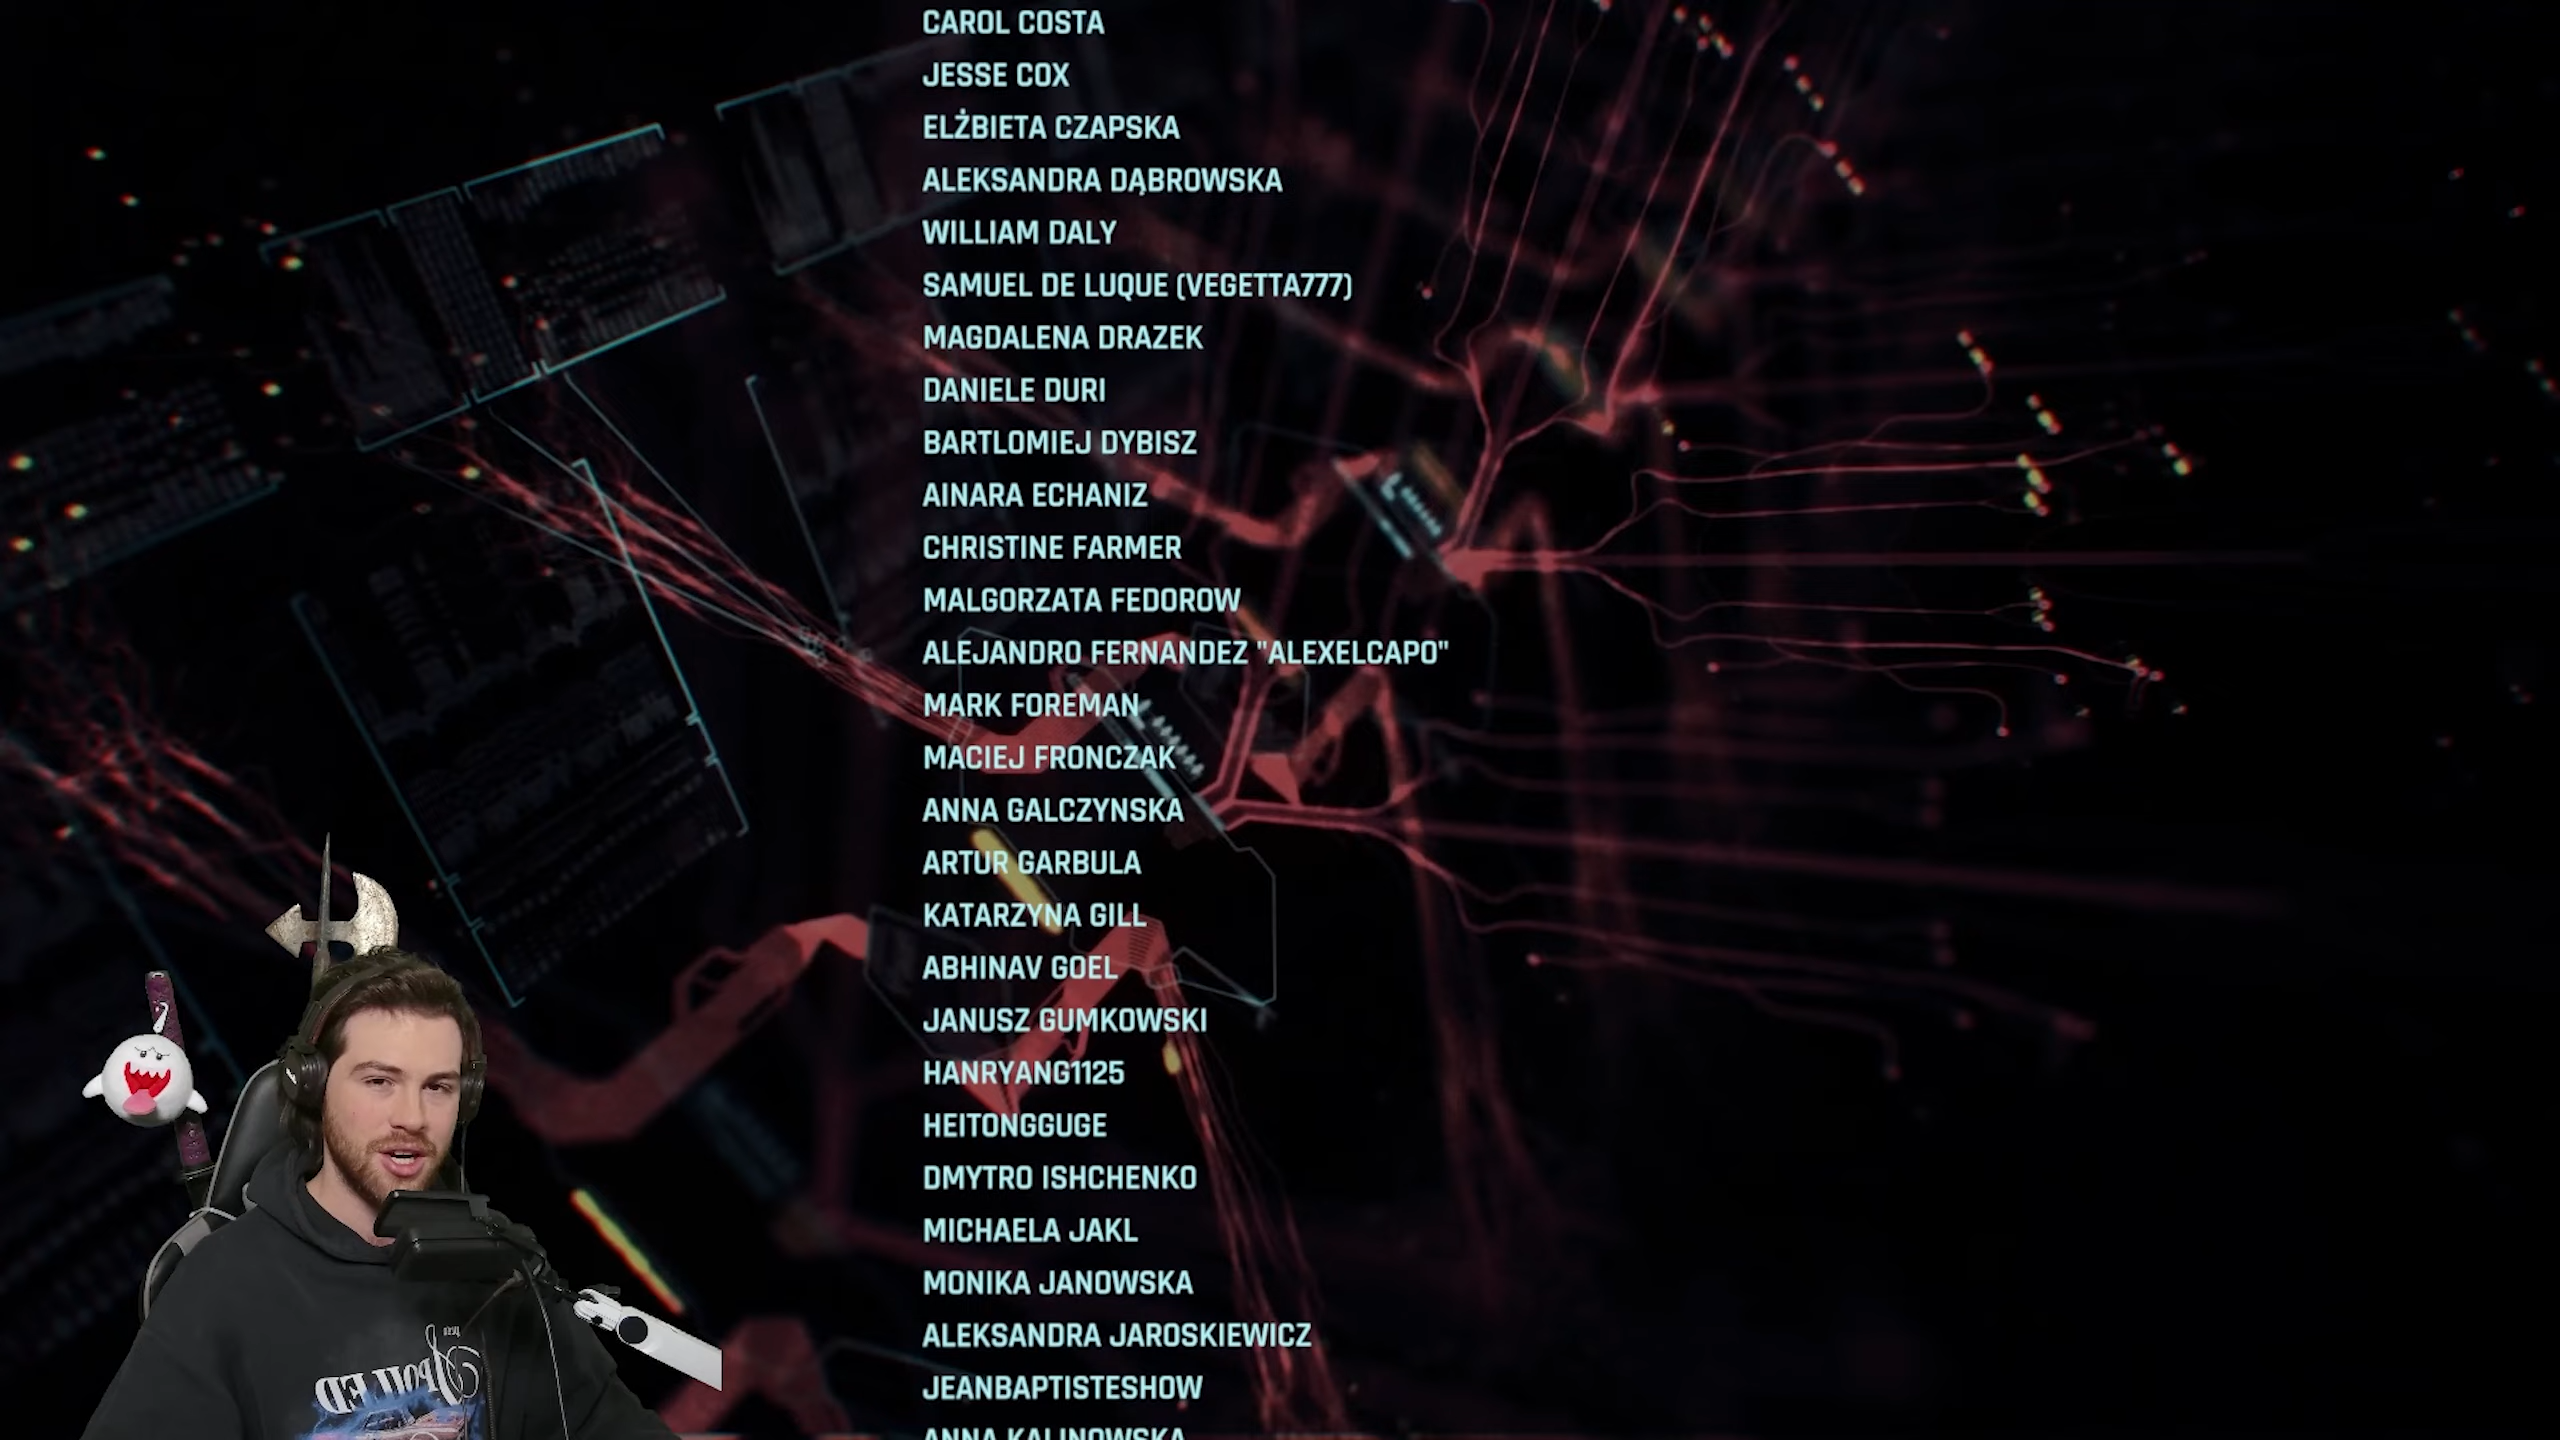 CAROL COSTA
JESSE COX
ELŻBIETA CZAPSKA
ALEKSANDRA DĄBROWSKA
WILLIAM DALY
SAMUEL DE LUQUE (VEGETTA777)
MAGDALENA DRAZEK
DANIELE DURI
BARTLOMIEJ DYBISZ
AINARA ECHANIZ
CHRISTINE FARMER
MALGORZATA FEDOROW
ALEJANDRO FERNANDEZ "ALEXELCAPO"
MARK FOREMAN
MACIEJ FRONCZAK
ANNA GALCZYNSKA
ARTUR GARBULA
KATARZYNA GILL
ABHINAV GOEL
JANUSZ GUMKOWSKI
HANRYANG1125
HEITONGGUGE
DMYTRO ISHCHENKO
MICHAELA JAKL
MONIKA JANOWSKA
ALEKSANDRA JAROSKIEWICZ
JEANBAPTISTESHOW
ANNA KALINOWSKA